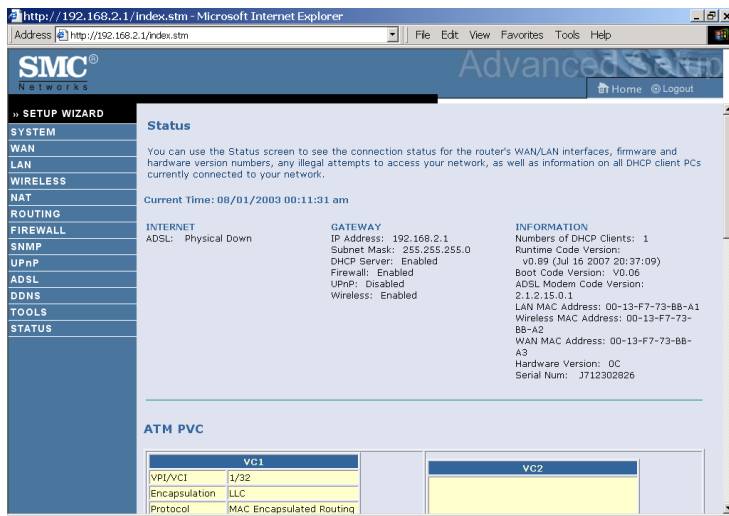 http://192.168.2.1/index.stm - Microsoft Internet Explorer
Address http://192.168.2.1/index.stm File Edit View Favorites Tools Help
SMC®
Networks
Advanced Setup
Home Logout
» SETUP WIZARD
SYSTEM
WAN
LAN
WIRELESS
NAT
ROUTING
FIREWALL
SNMP
UPnP
ADSL
DDNS
TOOLS
STATUS
Status
You can use the Status screen to see the connection status for the router's WAN/LAN interfaces, firmware and
hardware version numbers, any illegal attempts to access your network, as well as information on all DHCP client PCs
currently connected to your network.
Current Time: 08/01/2003 00:11:31 am
INTERNET
ADSL: Physical Down
GATEWAY
IP Address: 192.168.2.1
Subnet Mask: 255.255.255.0
DHCP Server: Enabled
Firewall: Enabled
UPnP: Disabled
Wireless: Enabled
INFORMATION
Numbers of DHCP Clients: 1
Runtime Code Version:
v0.89 (Jul 16 2007 20:37:09)
Boot Code Version: V0.06
ADSL Modem Code Version:
2.1.2.15.0.1
LAN MAC Address: 00-13-F7-73-BB-A1
Wireless MAC Address: 00-13-F7-73-
BB-A2
WAN MAC Address: 00-13-F7-73-BB-
A3
Hardware Version: 0C
Serial Num: J712302826
ATM PVC
VC1
VPI/VCI 1/32
Encapsulation LLC
Protocol MAC Encapsulated Routing
VC2